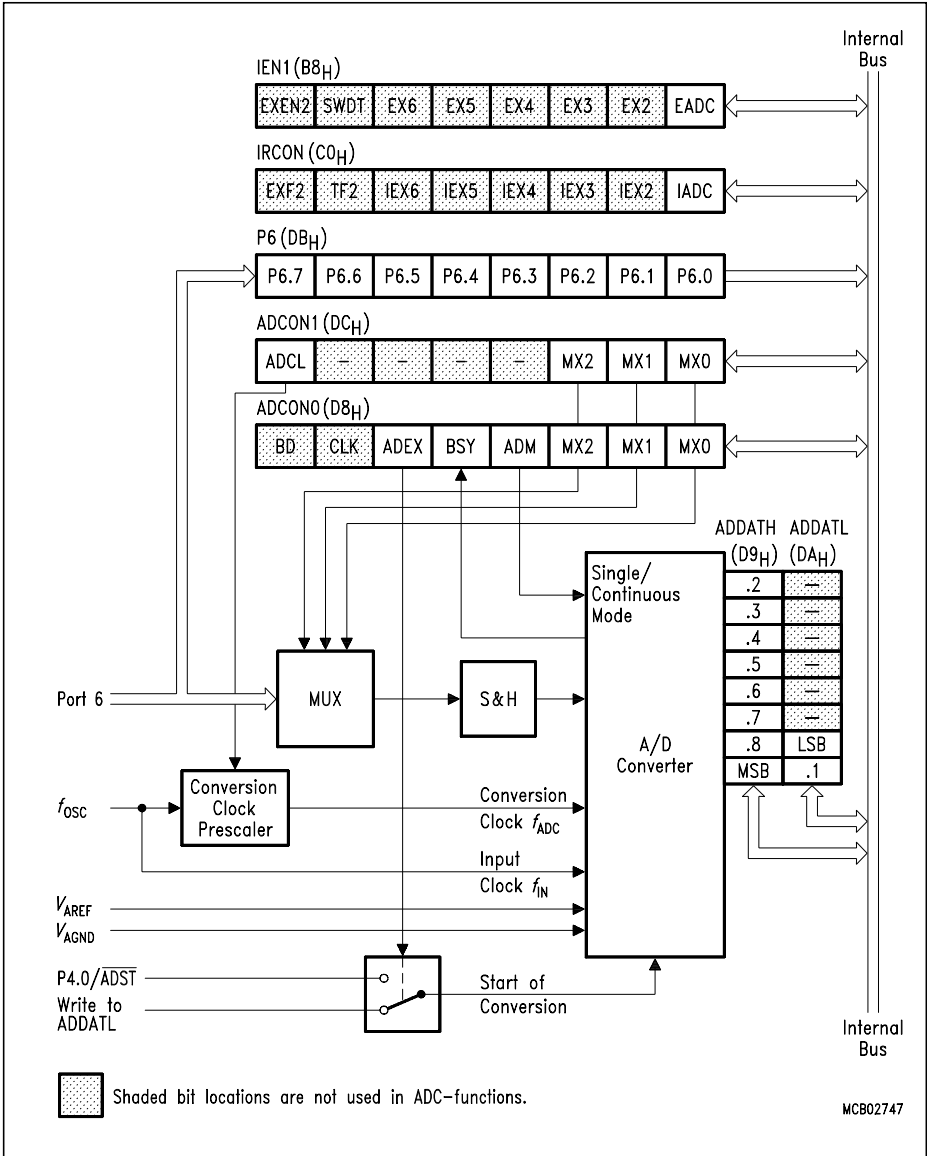 Internal
Bus
IEN1 (B8H)
EXEN2 SWDT EX6 EX5 EX4 EX3 EX2 EADC
IRCON (C0H)
EXF2 TF2 IEX6 IEX5 IEX4 IEX3 IEX2 IADC
P6 (DBH)
P6.7 P6.6 P6.5 P6.4 P6.3 P6.2 P6.1 P6.0
ADCON1 (DCH)
ADCL – – – – MX2 MX1 MX0
ADCON0 (D8H)
BD CLK ADEX BSY ADM MX2 MX1 MX0
ADDATH ADDATL
(D9H) (DAH)
Single/
Continuous
Mode
.2 –
.3 –
.4 –
.5 –
.6 –
.7 –
.8 LSB
MSB .1
Port 6
MUX
S&H
A/D
Converter
fOSC
Conversion
Clock
Prescaler
Conversion
Clock fADC
Input
Clock fIN
VAREF
VAGND
P4.0/ADST
Write to
ADDATL
Start of
Conversion
Internal
Bus
Shaded bit locations are not used in ADC-functions.
MCB02747